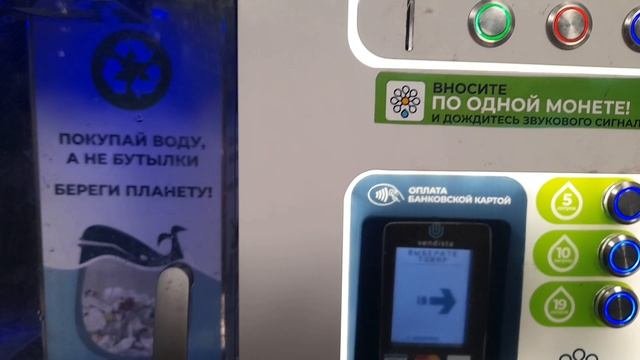 ПОКУПАЙ ВОДУ,
А НЕ БУТЫЛКИ
БЕРЕГИ ПЛАНЕТУ!
ВНОСИТЕ
ПО ОДНОЙ МОНЕТЕ!
И ДОЖДИТЕСЬ ЗВУКОВОГО СИГНАЛ
ОПЛАТА
БАНКОВСКОЙ КАРТОЙ
vendista
ВЫБЕРИТЕ
ТОВАР
5
10
19